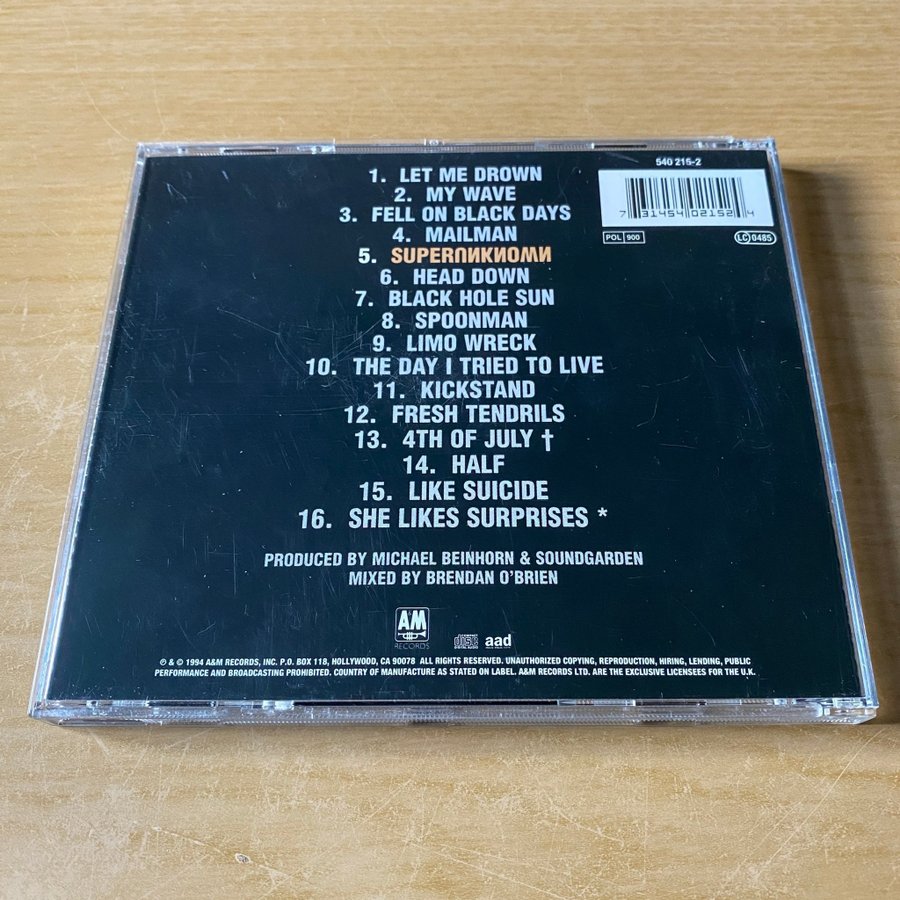 540 215-2
7 31454 02152 4
POL 900
LC 0485
1. LET ME DROWN
2. MY WAVE
3. FELL ON BLACK DAYS
4. MAILMAN
5. SUPERUNKNOWN
6. HEAD DOWN
7. BLACK HOLE SUN
8. SPOONMAN
9. LIMO WRECK
10. THE DAY I TRIED TO LIVE
11. KICKSTAND
12. FRESH TENDRILS
13. 4TH OF JULY †
14. HALF
15. LIKE SUICIDE
16. SHE LIKES SURPRISES *
PRODUCED BY MICHAEL BEINHORN & SOUNDGARDEN
MIXED BY BRENDAN O'BRIEN
A&M
RECORDS
COMPACT
disc
DIGITAL AUDIO
aad
℗ & © 1994 A&M RECORDS, INC. P.O. BOX 118, HOLLYWOOD, CA 90078 ALL RIGHTS RESERVED. UNAUTHORIZED COPYING, REPRODUCTION, HIRING, LENDING, PUBLIC
PERFORMANCE AND BROADCASTING PROHIBITED. COUNTRY OF MANUFACTURE AS STATED ON LABEL. A&M RECORDS LTD. ARE THE EXCLUSIVE LICENSEES FOR THE U.K.